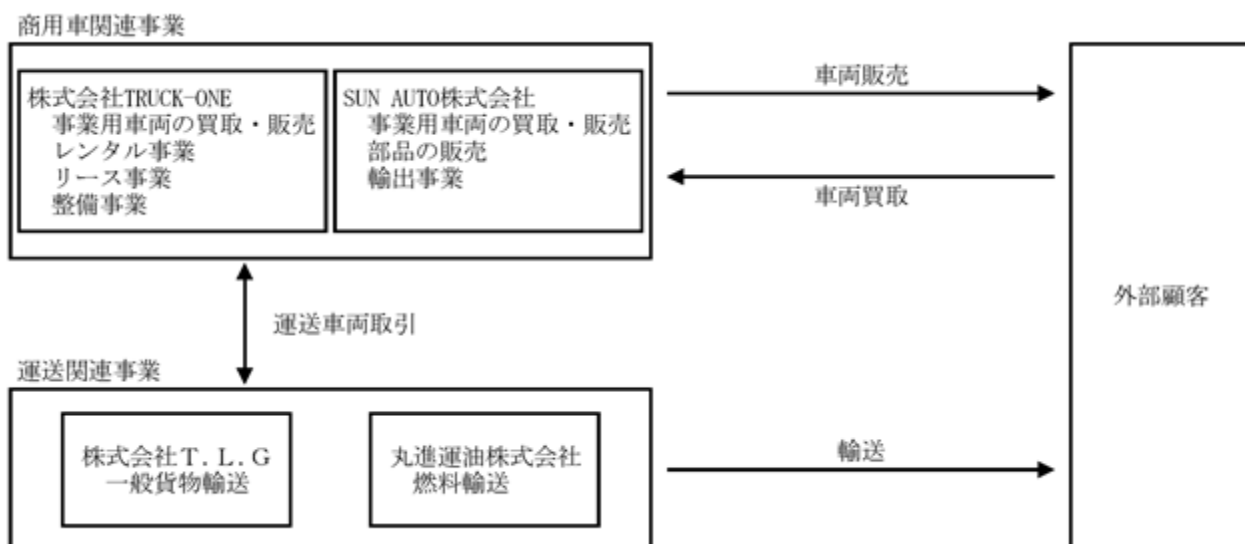 商用車関連事業
株式会社TRUCK-ONE
事業用車両の買取・販売
レンタル事業
リース事業
整備事業
SUN AUTO株式会社
事業用車両の買取・販売
部品の販売
輸出事業
車両販売
車両買取
外部顧客
運送車両取引
運送関連事業
株式会社T.L.G
一般貨物輸送
丸進運油株式会社
燃料輸送
輸送